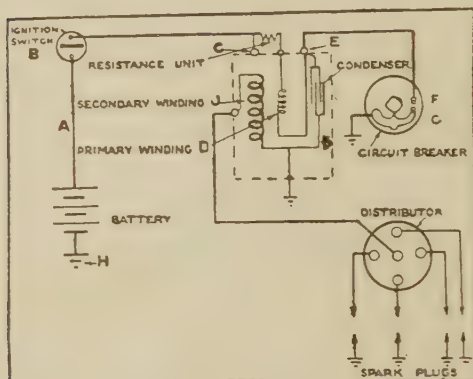 IGNITION
SWITCH
B
C
E
RESISTANCE UNIT
CONDENSER
SECONDARY WINDING
J
F
A
G
PRIMARY WINDING
D
CIRCUIT BREAKER
BATTERY
DISTRIBUTOR
H
SPARK PLUGS